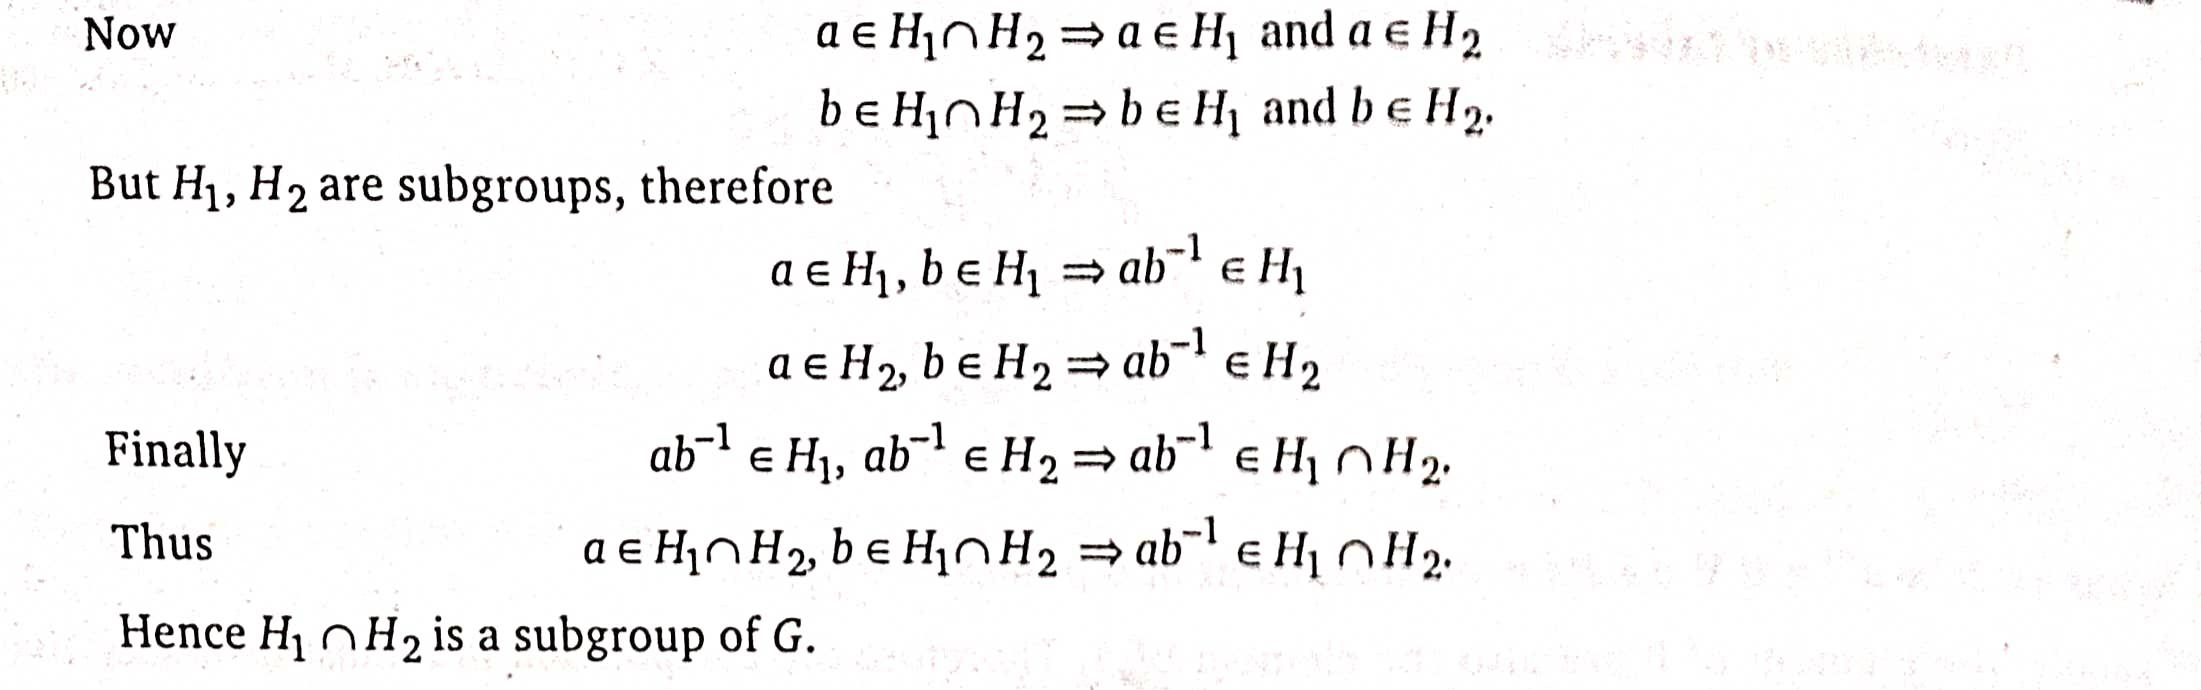 Now a ∈ H₁∩H₂ ⇒ a ∈ H₁ and a ∈ H₂
b ∈ H₁∩H₂ ⇒ b ∈ H₁ and b ∈ H₂.
But H₁, H₂ are subgroups, therefore
a ∈ H₁, b ∈ H₁ ⇒ ab⁻¹ ∈ H₁
a ∈ H₂, b ∈ H₂ ⇒ ab⁻¹ ∈ H₂
Finally ab⁻¹ ∈ H₁, ab⁻¹ ∈ H₂ ⇒ ab⁻¹ ∈ H₁ ∩ H₂.
Thus a ∈ H₁∩H₂, b ∈ H₁∩H₂ ⇒ ab⁻¹ ∈ H₁ ∩ H₂.
Hence H₁ ∩ H₂ is a subgroup of G.